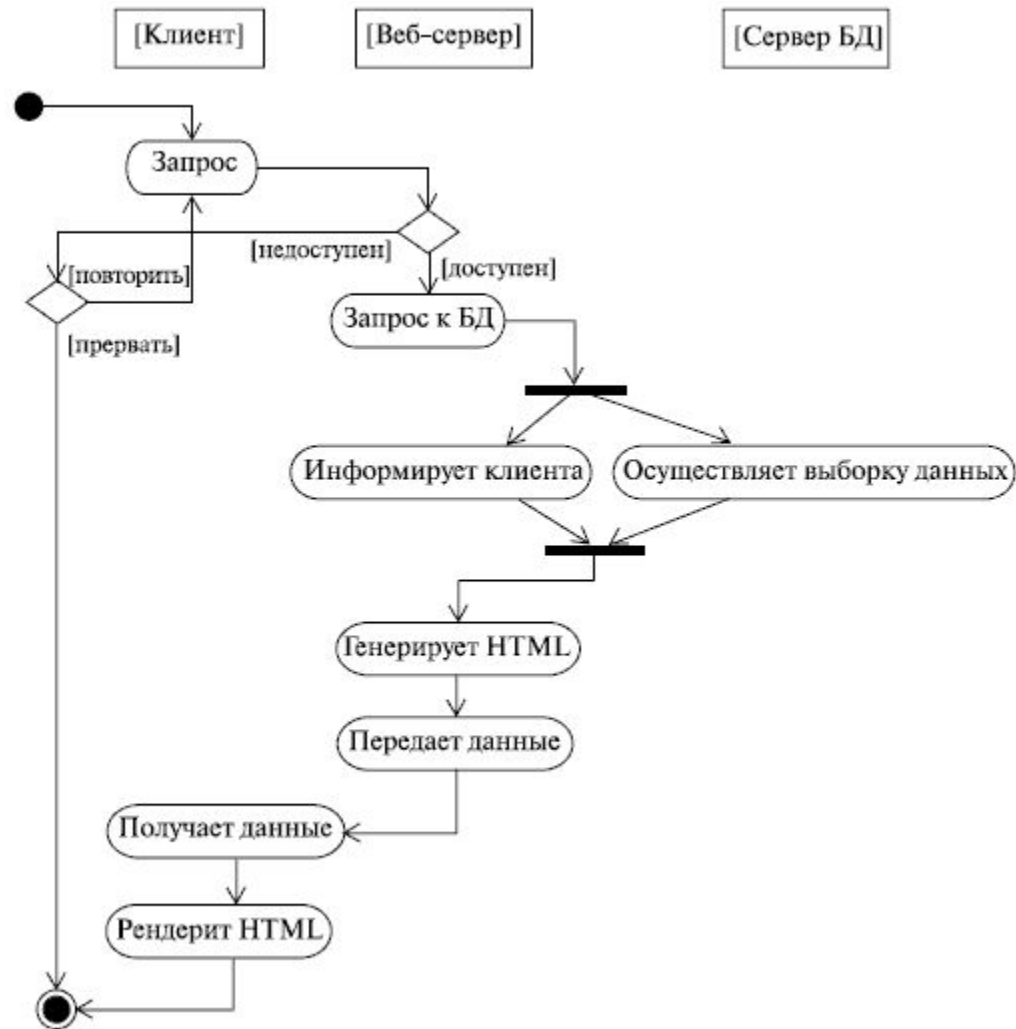 [Клиент]
[Веб-сервер]
[Сервер БД]
Запрос
[недоступен]
[доступен]
[повторить]
[прервать]
Запрос к БД
Информирует клиента
Осуществляет выборку данных
Генерирует HTML
Передает данные
Получает данные
Рендерит HTML